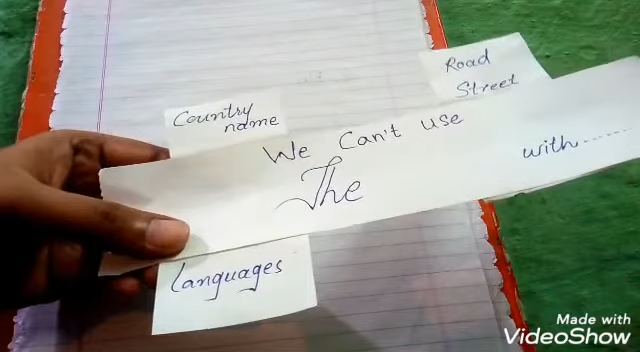 Road
Street
Country
name
We Can't use
The
with......
Languages
Made with
VideoShow